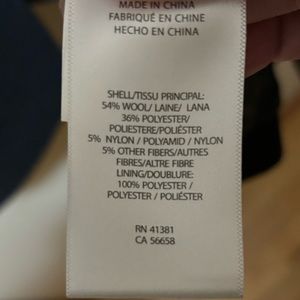 MADE IN CHINA
FABRIQUÉ EN CHINE
HECHO EN CHINA
SHELL/TISSU PRINCIPAL:
54% WOOL/ LAINE/ LANA
36% POLYESTER/
POLIESTERE/POLIÉSTER
5% NYLON / POLYAMID / NYLON
5% OTHER FIBERS/AUTRES
FIBRES/ALTRE FIBRE
LINING/DOUBLURE:
100% POLYESTER /
POLYESTER / POLIÉSTER
RN 41381
CA 56658